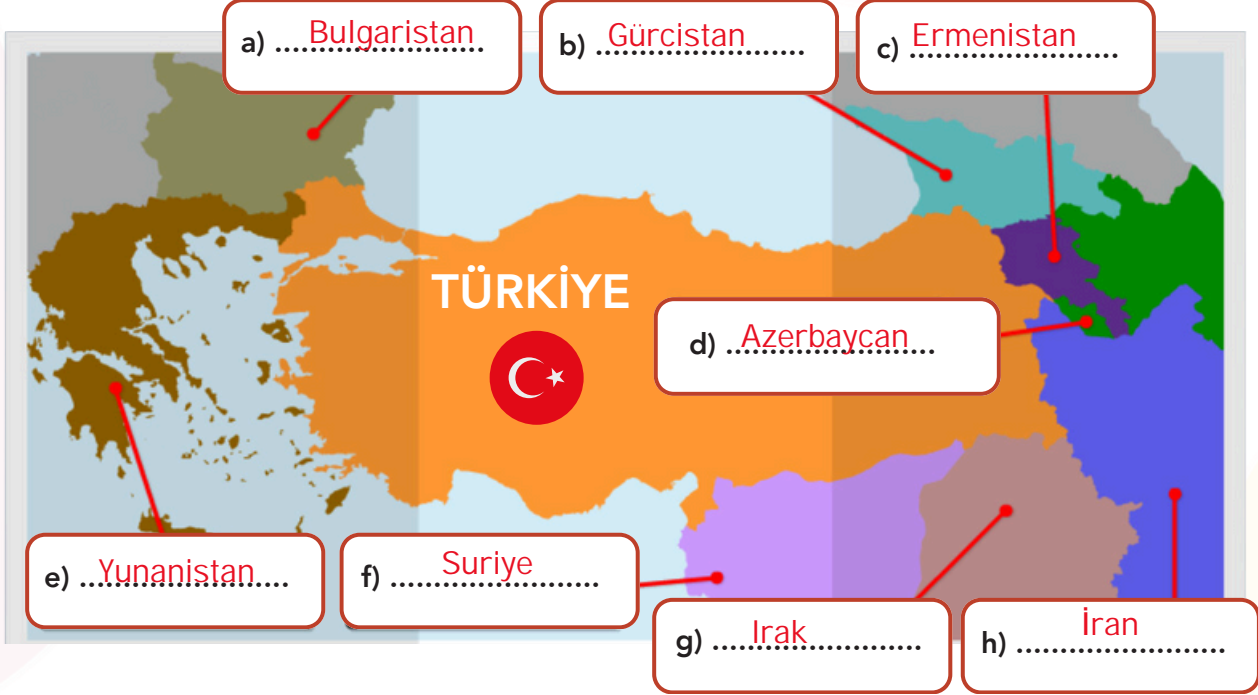 a) Bulgaristan
b) Gürcistan
c) Ermenistan
TÜRKİYE
d) Azerbaycan
e) Yunanistan
f) Suriye
g) Irak
h) İran